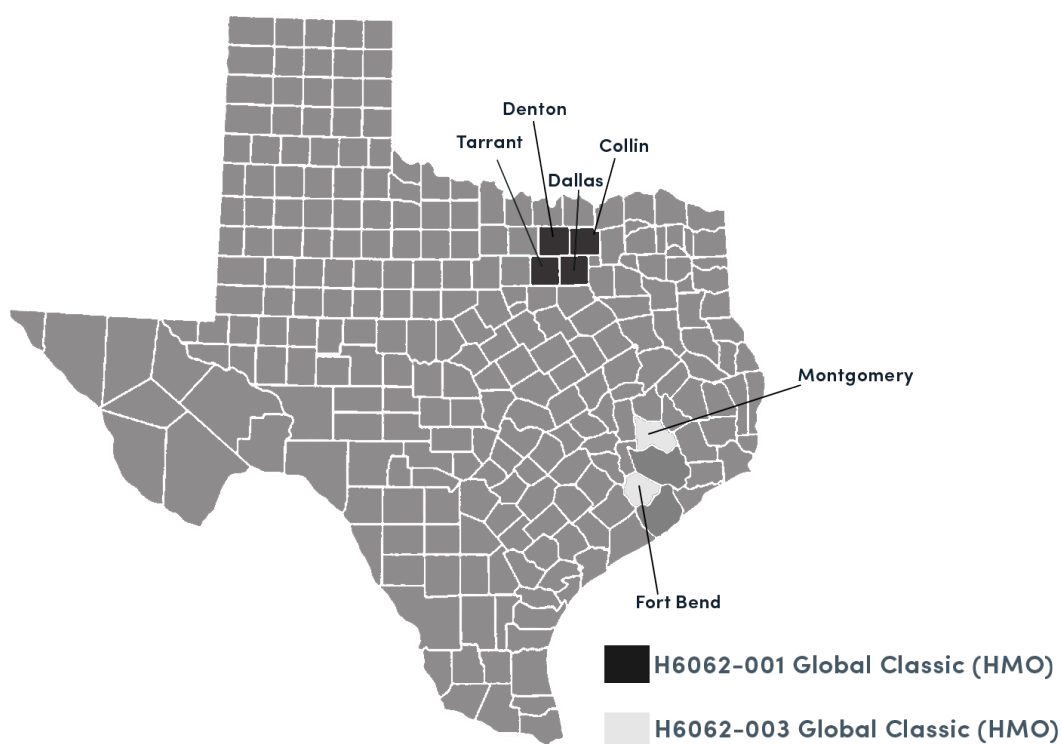 Denton
Tarrant
Collin
Dallas
Montgomery
Fort Bend
H6062-001 Global Classic (HMO)
H6062-003 Global Classic (HMO)